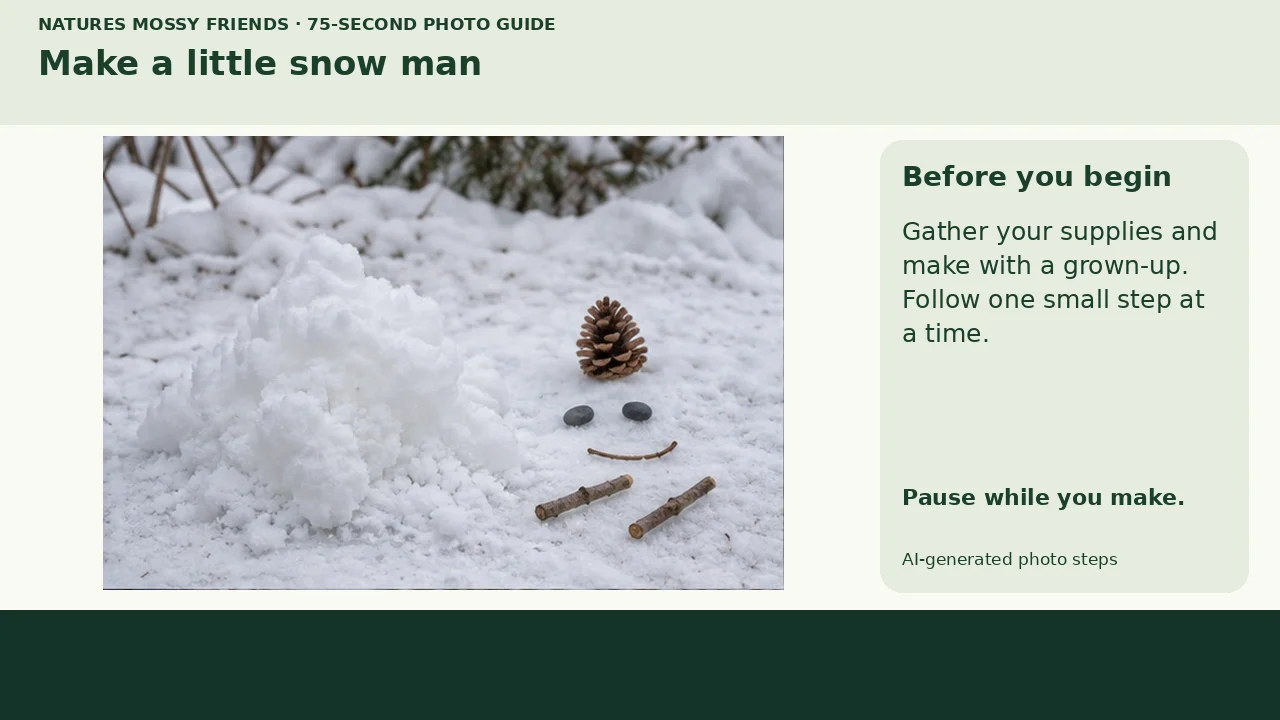 NATURES MOSSY FRIENDS · 75-SECOND PHOTO GUIDE
Make a little snow man
Before you begin
Gather your supplies and
make with a grown-up.
Follow one small step at
a time.
Pause while you make.
AI-generated photo steps